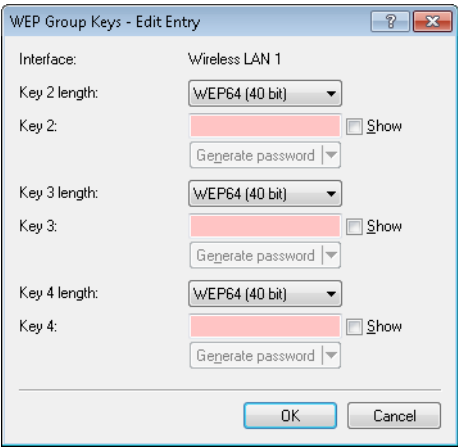 WEP Group Keys - Edit Entry
Interface: Wireless LAN 1
Key 2 length: WEP64 (40 bit)
Key 2: Show
Generate password
Key 3 length: WEP64 (40 bit)
Key 3: Show
Generate password
Key 4 length: WEP64 (40 bit)
Key 4: Show
Generate password
OK Cancel